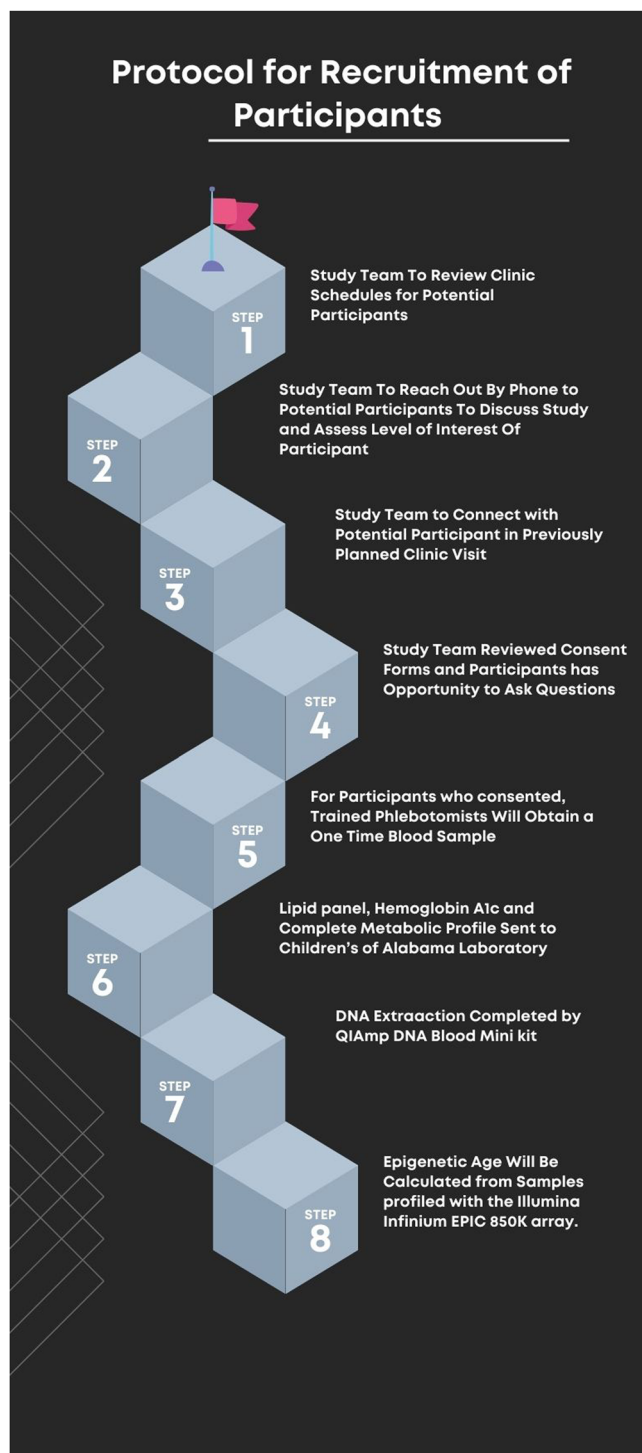 Protocol for Recruitment of
Participants
STEP
1
Study Team To Review Clinic
Schedules for Potential
Participants
STEP
2
Study Team To Reach Out By Phone to
Potential Participants To Discuss Study
and Assess Level of Interest Of
Participant
STEP
3
Study Team to Connect with
Potential Participant in Previously
Planned Clinic Visit
STEP
4
Study Team Reviewed Consent
Forms and Participants has
Opportunity to Ask Questions
STEP
5
For Participants who consented,
Trained Phlebotomists Will Obtain a
One Time Blood Sample
STEP
6
Lipid panel, Hemoglobin A1c and
Complete Metabolic Profile Sent to
Children's of Alabama Laboratory
STEP
7
DNA Extraaction Completed by
QIAmp DNA Blood Mini kit
STEP
8
Epigenetic Age Will Be
Calculated from Samples
profiled with the Illumina
Infinium EPIC 850K array.